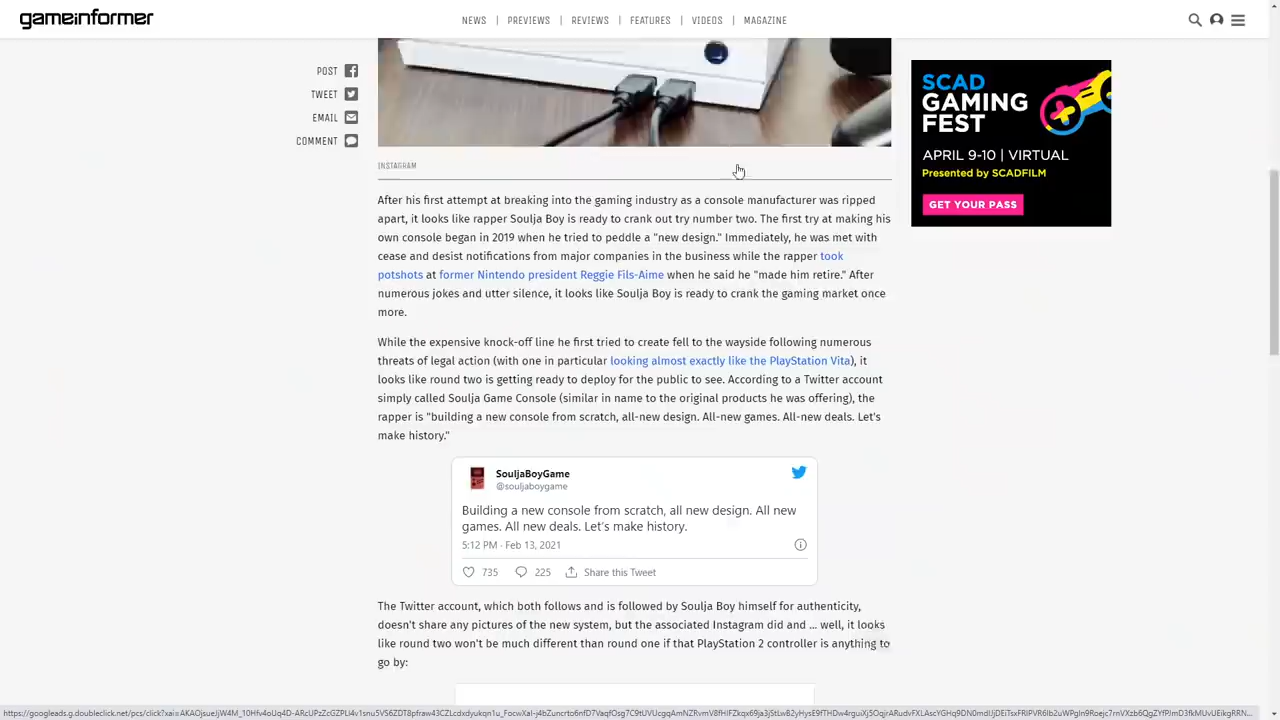 gameinformer
NEWS | PREVIEWS | REVIEWS | FEATURES | VIDEOS | MAGAZINE
POST
TWEET
EMAIL
COMMENT
SCAD
GAMING
FEST
APRIL 9-10 | VIRTUAL
Presented by SCADFILM
GET YOUR PASS
INSTAGRAM
After his first attempt at breaking into the gaming industry as a console manufacturer was ripped
apart, it looks like rapper Soulja Boy is ready to crank out try number two. The first try at making his
own console began in 2019 when he tried to peddle a "new design." Immediately, he was met with
cease and desist notifications from major companies in the business while the rapper took
potshots at former Nintendo president Reggie Fils-Aime when he said he "made him retire." After
numerous jokes and utter silence, it looks like Soulja Boy is ready to crank the gaming market once
more.
While the expensive knock-off line he first tried to create fell to the wayside following numerous
threats of legal action (with one in particular looking almost exactly like the PlayStation Vita), it
looks like round two is getting ready to deploy for the public to see. According to a Twitter account
simply called Soulja Game Console (similar in name to the original products he was offering), the
rapper is "building a new console from scratch, all-new design. All-new games. All-new deals. Let's
make history."
SouljaBoyGame
@souljaboygame
Building a new console from scratch, all new design. All new
games. All new deals. Let's make history.
5:12 PM · Feb 13, 2021
735 225 Share this Tweet
The Twitter account, which both follows and is followed by Soulja Boy himself for authenticity,
doesn't share any pictures of the new system, but the associated Instagram did and ... well, it looks
like round two won't be much different than round one if that PlayStation 2 controller is anything to
go by: